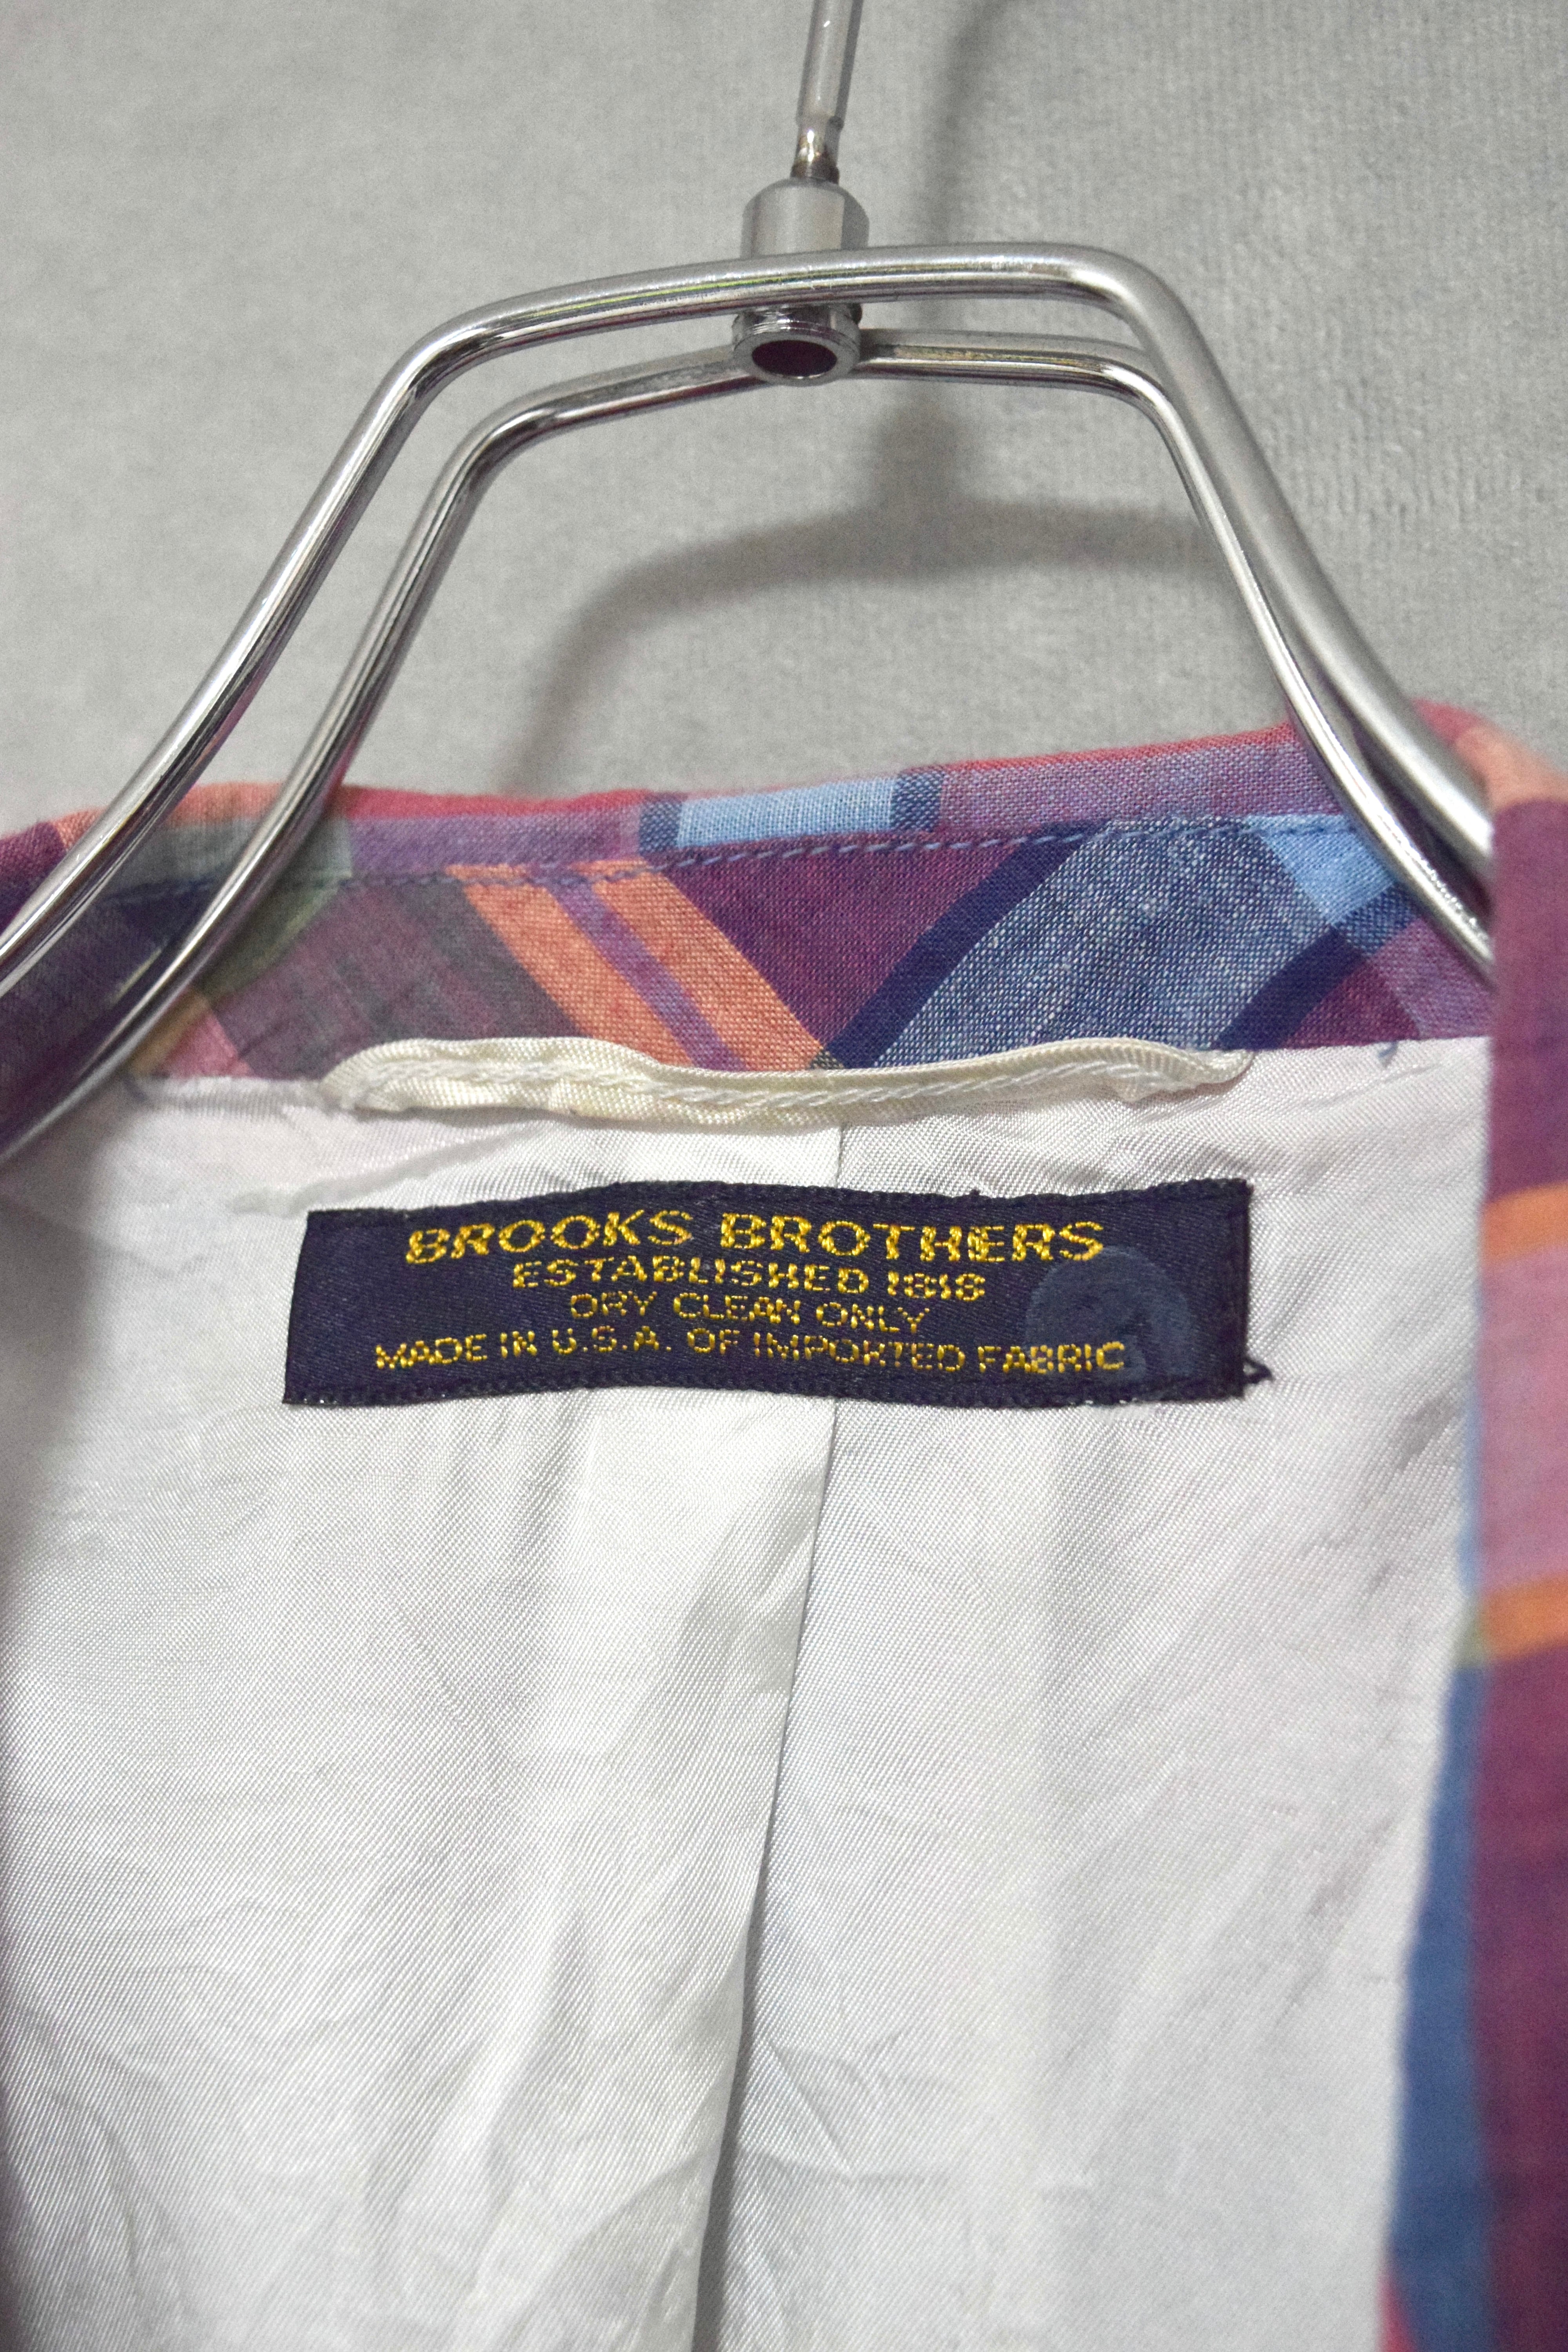 BROOKS BROTHERS
ESTABLISHED 1818
DRY CLEAN ONLY
MADE IN U.S.A. OF IMPORTED FABRIC